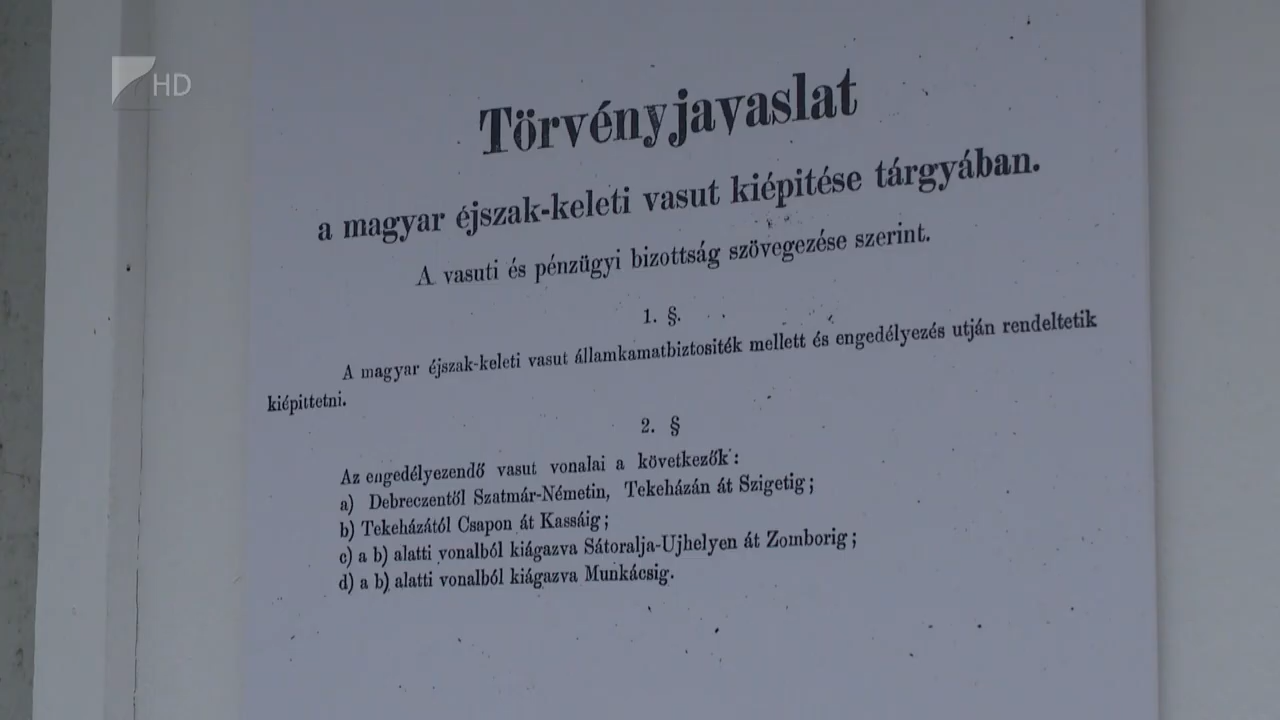 HD
Törvényjavaslat
a magyar éjszak-keleti vasut kiépitése tárgyában.
A vasuti és pénzügyi bizottság szövegezése szerint.
1. §.
A magyar éjszak-keleti vasut államkamatbiztositék mellett és engedélyezés utján rendeltetik
kiépittetni.
2. §
Az engedélyezendő vasut vonalai a következők:
a) Debreczentől Szatmár-Németin, Tekeházán át Szigetig;
b) Tekeházától Csapon át Kassáig;
c) a b) alatti vonalból kiágazva Sátoralja-Ujhelyen át Zomborig;
d) a b) alatti vonalból kiágazva Munkácsig.